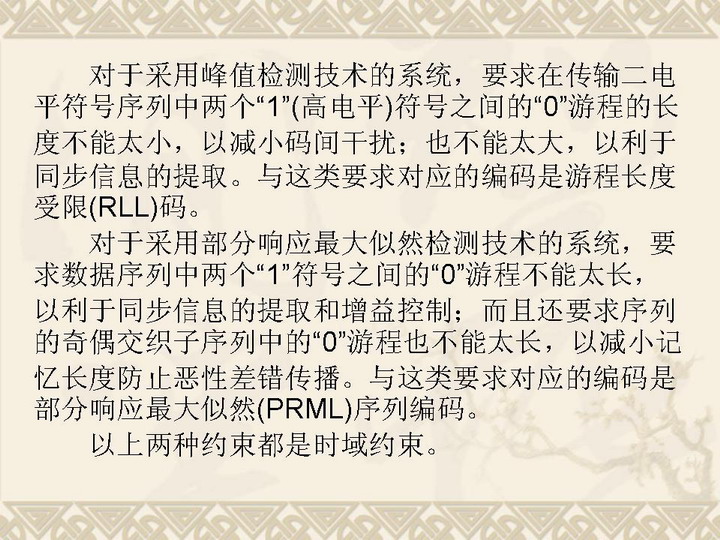 对于采用峰值检测技术的系统，要求在传输二电
平符号序列中两个“1”(高电平)符号之间的“0”游程的长
度不能太小，以减小码间干扰；也不能太大，以利于
同步信息的提取。与这类要求对应的编码是游程长度
受限(RLL)码。
对于采用部分响应最大似然检测技术的系统，要
求数据序列中两个“1”符号之间的“0”游程不能太长，
以利于同步信息的提取和增益控制；而且还要求序列
的奇偶交织子序列中的“0”游程也不能太长，以减小记
忆长度防止恶性差错传播。与这类要求对应的编码是
部分响应最大似然(PRML)序列编码。
以上两种约束都是时域约束。